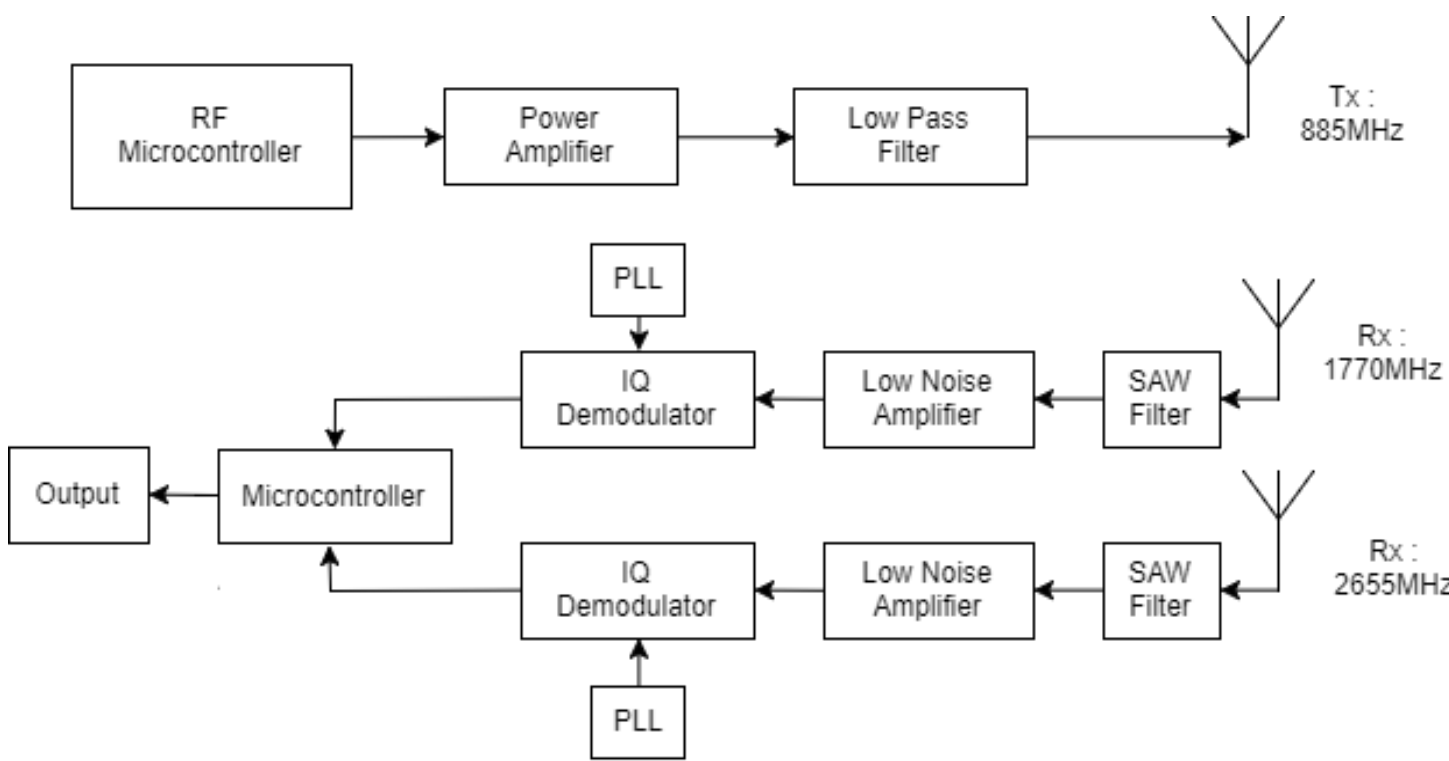 RF
Microcontroller
Power
Amplifier
Low Pass
Filter
Tx :
885MHz
PLL
IQ
Demodulator
Low Noise
Amplifier
SAW
Filter
Rx :
1770MHz
Output
Microcontroller
IQ
Demodulator
Low Noise
Amplifier
SAW
Filter
Rx :
2655MHz
PLL